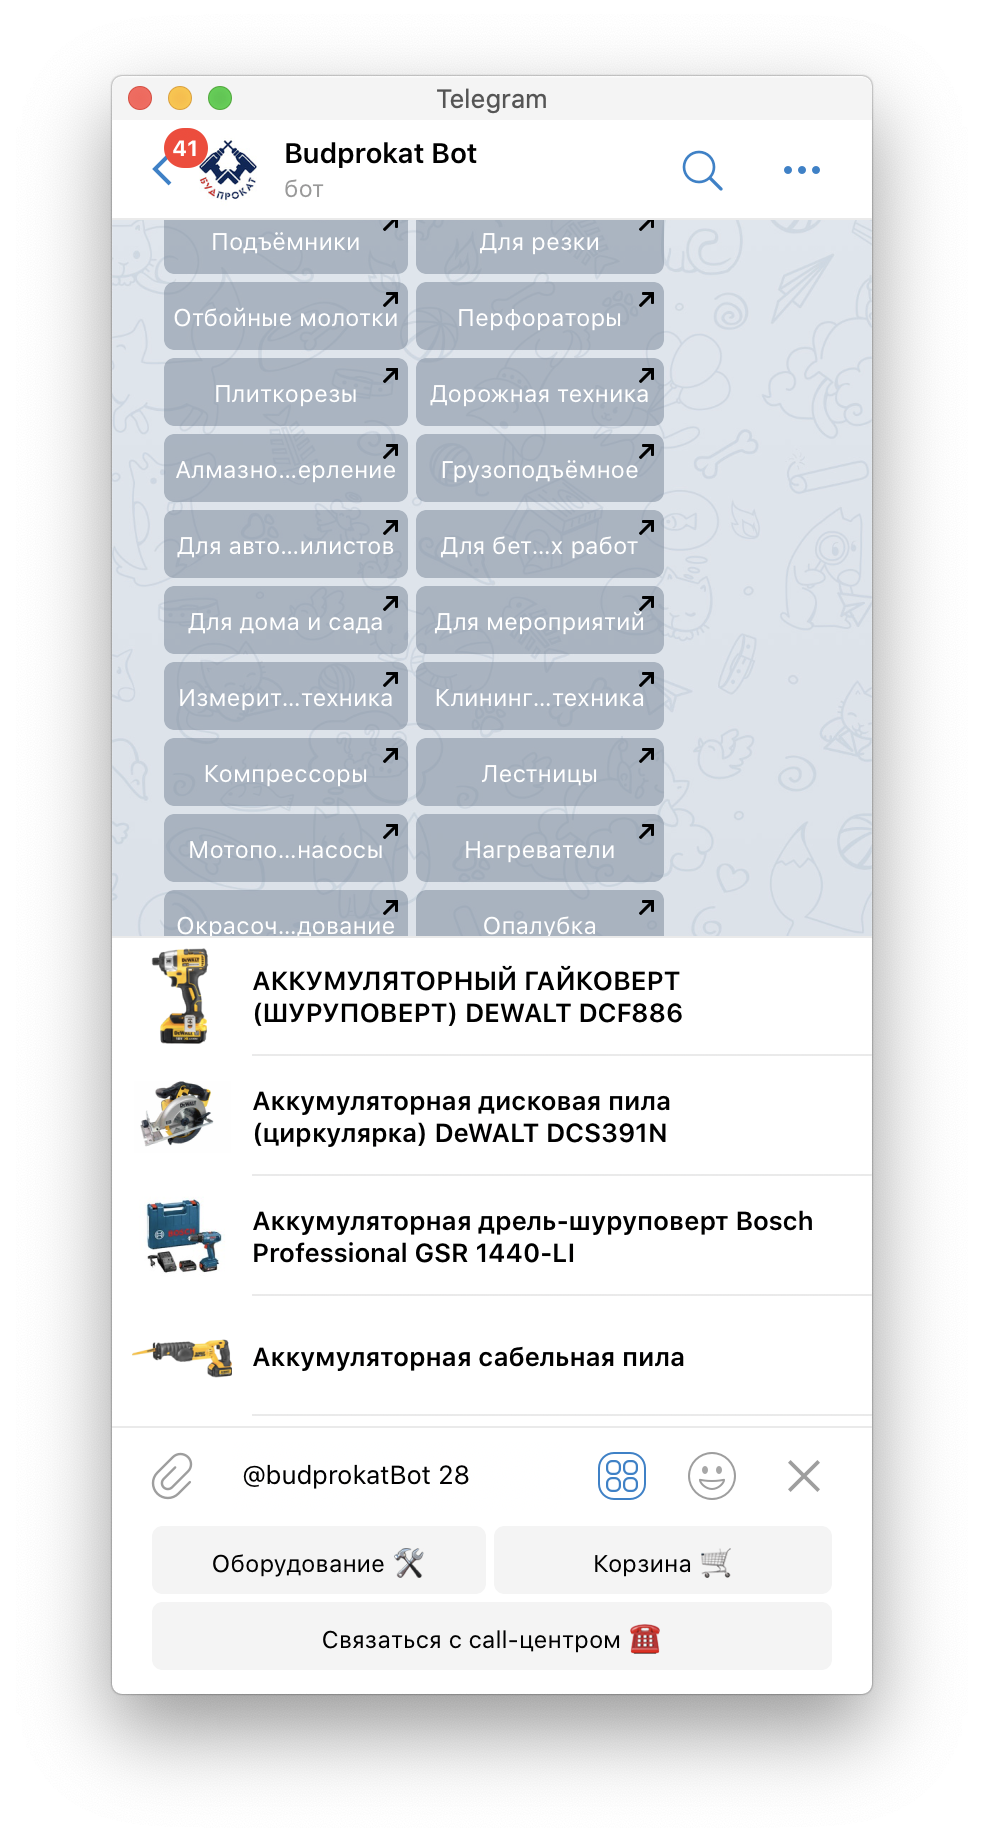 Telegram
41
Budprokat Bot
бот
БУДПРОКАТ
Подъёмники
Для резки
Отбойные молотки
Перфораторы
Плиткорезы
Дорожная техника
Алмазно...ерление
Грузоподъёмное
Для авто...илистов
Для бет...х работ
Для дома и сада
Для мероприятий
Измерит...техника
Клининг...техника
Компрессоры
Лестницы
Мотопо...насосы
Нагреватели
Окрасоч...дование
Опалубка
АККУМУЛЯТОРНЫЙ ГАЙКОВЕРТ
(ШУРУПОВЕРТ) DEWALT DCF886
Аккумуляторная дисковая пила
(циркулярка) DeWALT DCS391N
Аккумуляторная дрель-шуруповерт Bosch
Professional GSR 1440-LI
Аккумуляторная сабельная пила
@budprokatBot 28
Оборудование
Корзина
Связаться с call-центром